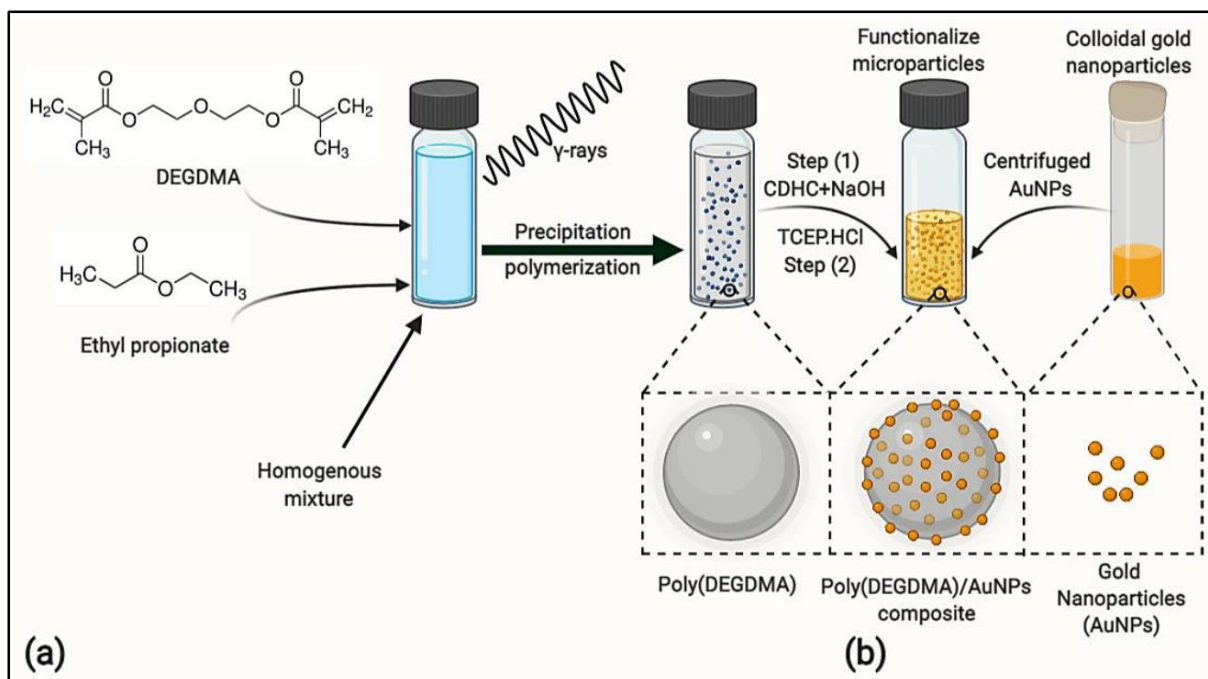 O
O
H₂C
O
O
O
CH₂
CH₃
O
CH₃
DEGDMA
O
H₃C
O
CH₃
Ethyl propionate
Homogenous
mixture
γ-rays
Precipitation
polymerization
Step (1)
CDHC+NaOH
TCEP.HCl
Step (2)
Functionalize
microparticles
Centrifuged
AuNPs
Colloidal gold
nanoparticles
Poly(DEGDMA)
Poly(DEGDMA)/AuNPs
composite
Gold
Nanoparticles
(AuNPs)
(a)
(b)